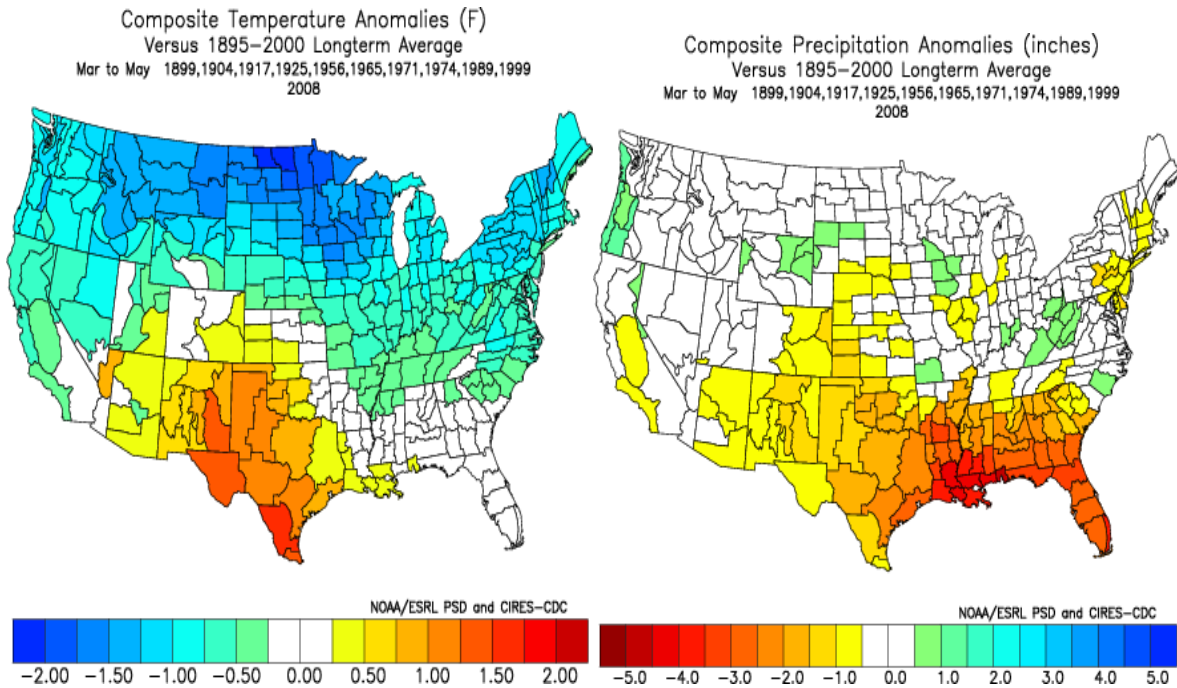 Composite Temperature Anomalies (F)
Versus 1895–2000 Longterm Average
Mar to May 1899,1904,1917,1925,1956,1965,1971,1974,1989,1999
2008
NOAA/ESRL PSD and CIRES–CDC
−2.00 −1.50 −1.00 −0.50 0.00 0.50 1.00 1.50 2.00
Composite Precipitation Anomalies (inches)
Versus 1895–2000 Longterm Average
Mar to May 1899,1904,1917,1925,1956,1965,1971,1974,1989,1999
2008
NOAA/ESRL PSD and CIRES–CDC
−5.0 −4.0 −3.0 −2.0 −1.0 0.0 1.0 2.0 3.0 4.0 5.0